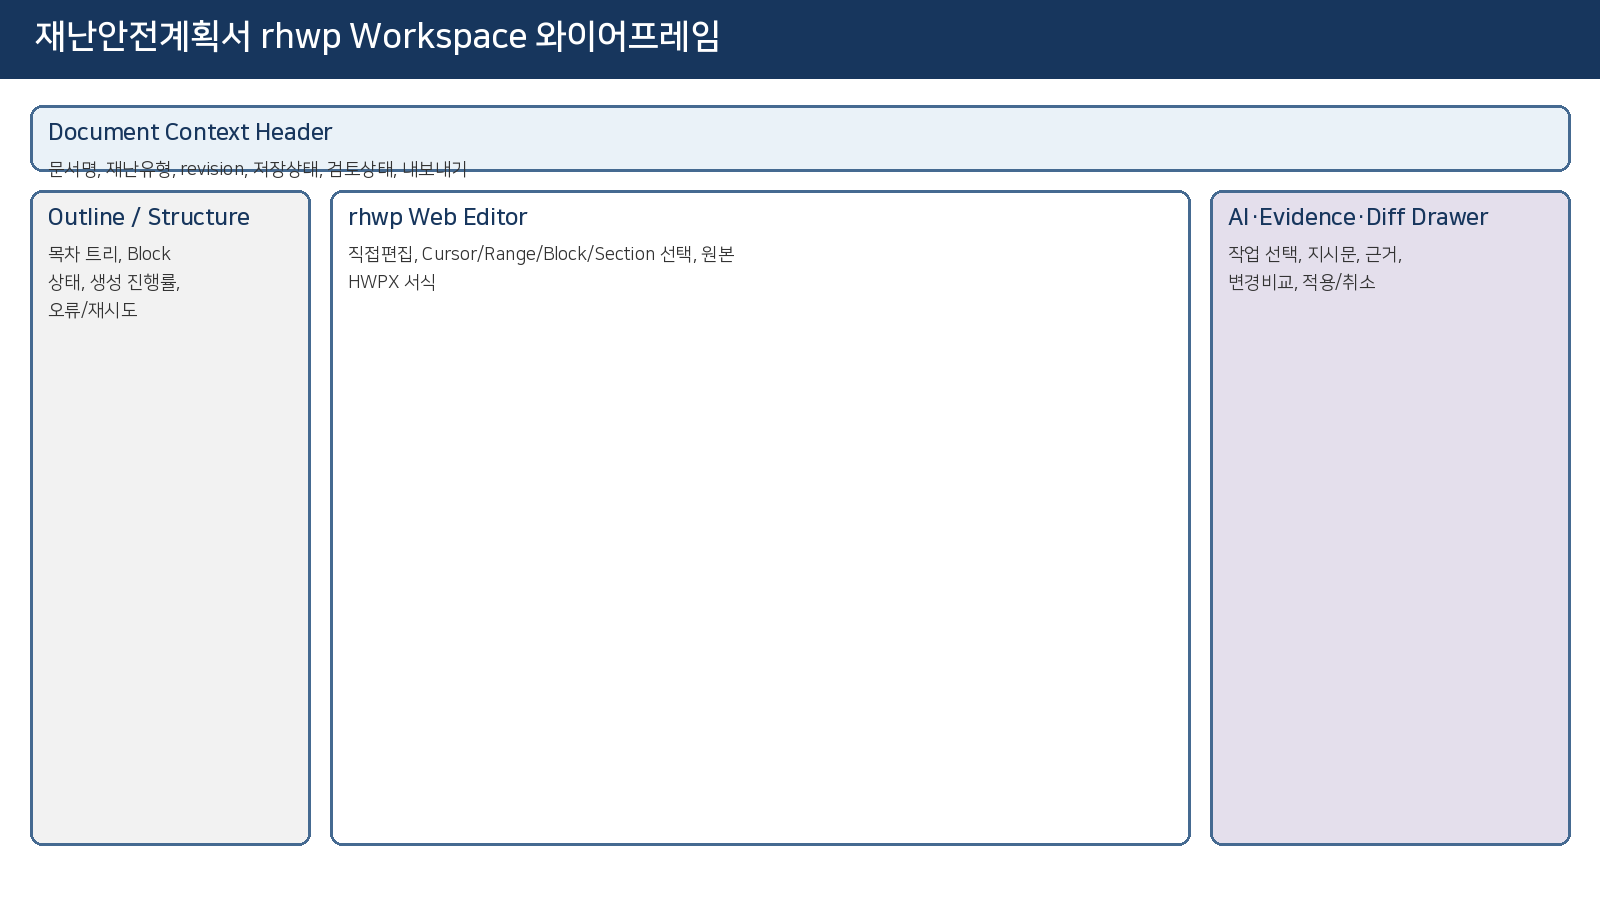 재난안전계획서 rhwp Workspace 와이어프레임
Document Context Header
문서명, 재난유형, revision, 저장상태, 검토상태, 내보내기
Outline / Structure
목차 트리, Block
상태, 생성 진행률,
오류/재시도
rhwp Web Editor
직접편집, Cursor/Range/Block/Section 선택, 원본
HWPX 서식
AI·Evidence·Diff Drawer
작업 선택, 지시문, 근거,
변경비교, 적용/취소